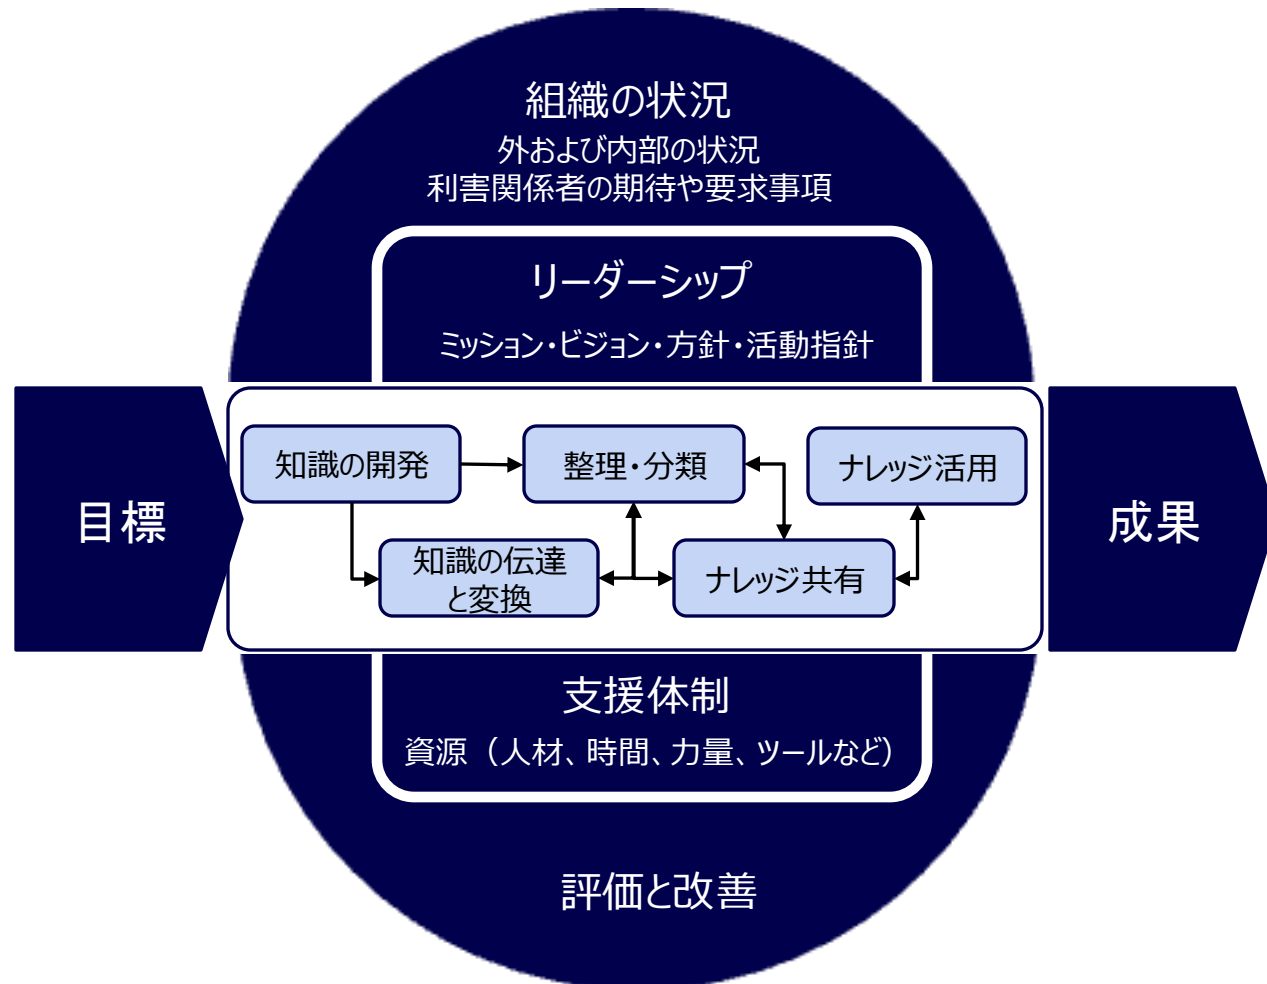 組織の状況
外および内部の状況
利害関係者の期待や要求事項
リーダーシップ
ミッション・ビジョン・方針・活動指針
目標
知識の開発
整理・分類
ナレッジ活用
知識の伝達
と変換
ナレッジ共有
成果
支援体制
資源（人材、時間、力量、ツールなど）
評価と改善